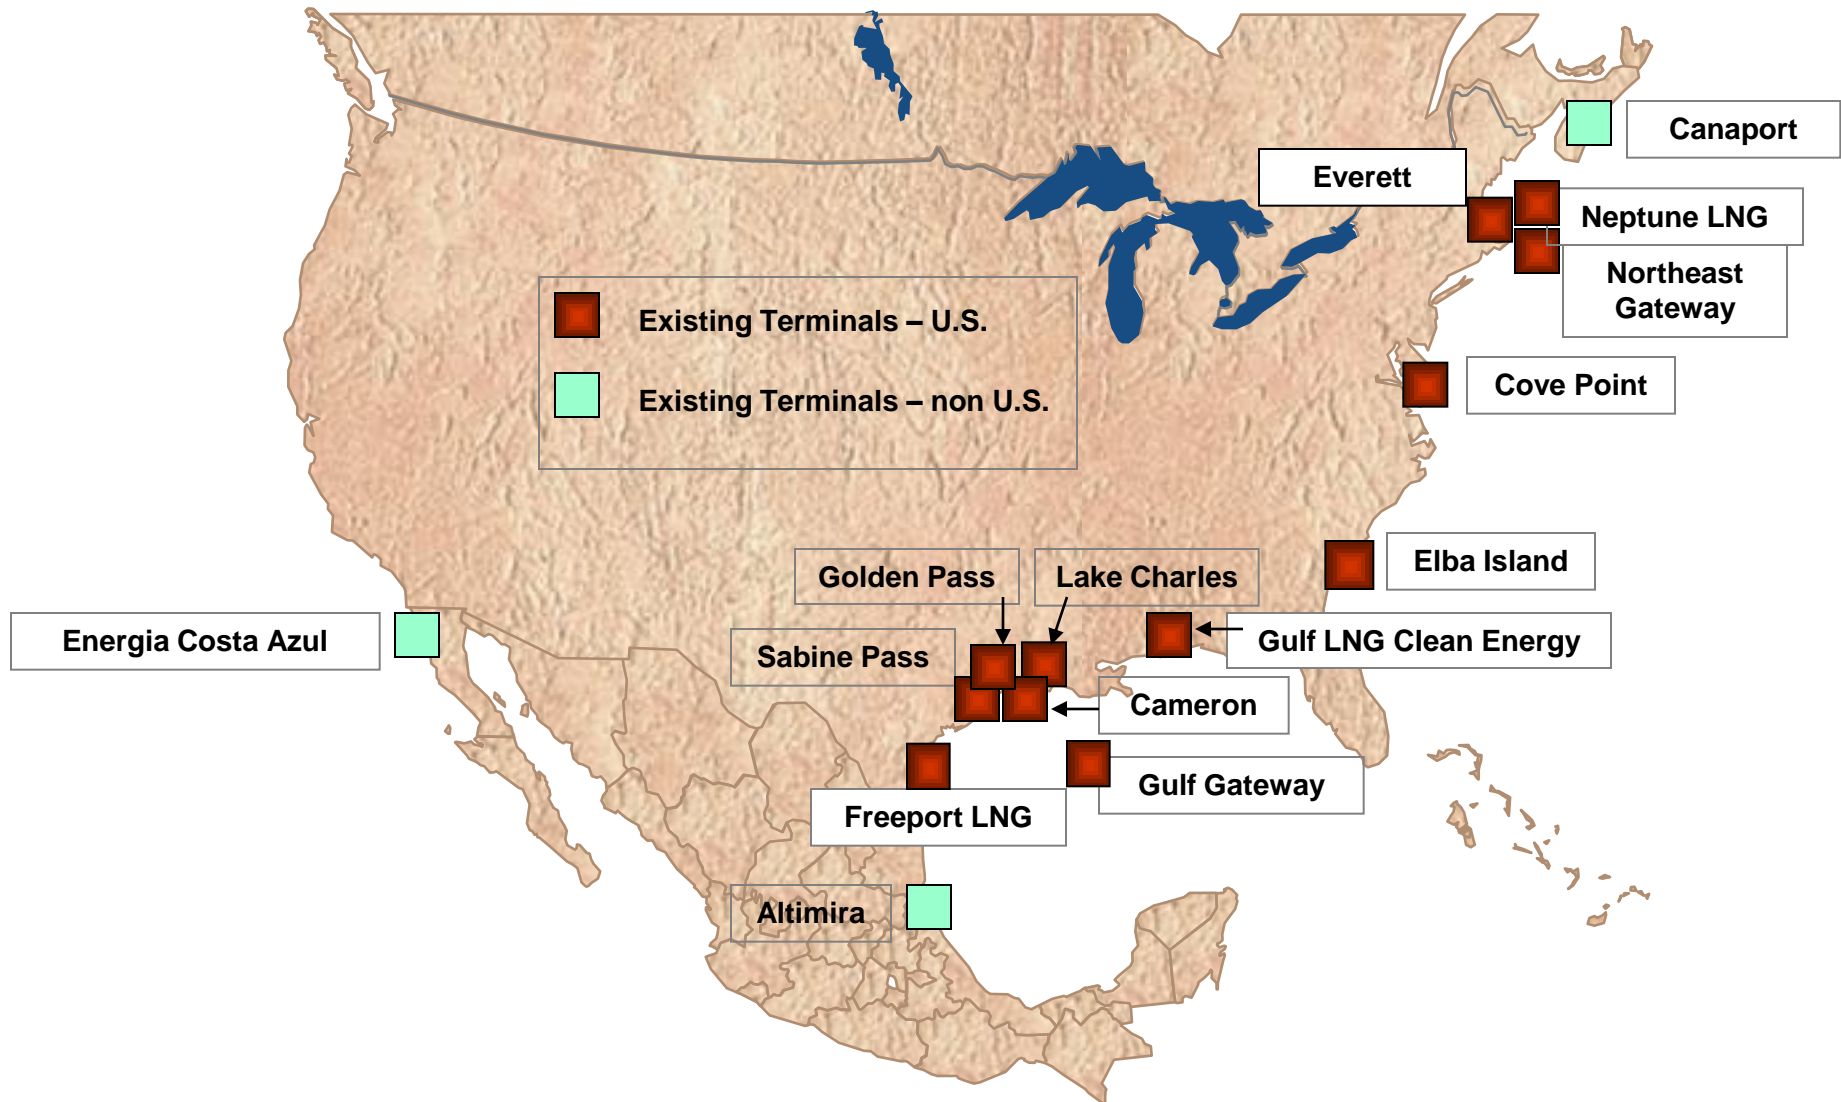 Canaport
Everett
Neptune LNG
Northeast
Gateway
Existing Terminals – U.S.
Existing Terminals – non U.S.
Cove Point
Golden Pass
Lake Charles
Elba Island
Energia Costa Azul
Sabine Pass
Gulf LNG Clean Energy
Cameron
Gulf Gateway
Freeport LNG
Altimira